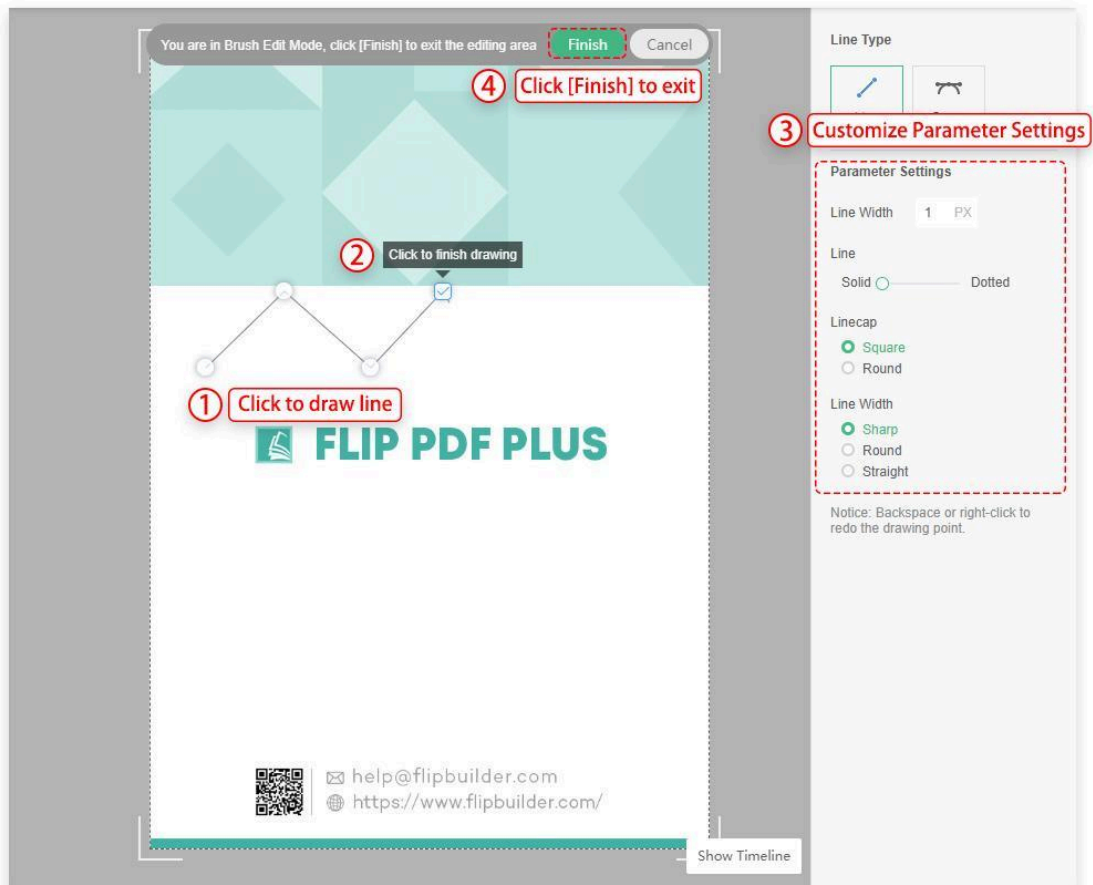 You are in Brush Edit Mode, click [Finish] to exit the editing area
Finish
Cancel
④ Click [Finish] to exit
② Click to finish drawing
① Click to draw line
FLIP PDF PLUS
help@flipbuilder.com
https://www.flipbuilder.com/
Show Timeline
Line Type
③ Customize Parameter Settings
Parameter Settings
Line Width 1 PX
Line
Solid Dotted
Linecap
Square
Round
Line Width
Sharp
Round
Straight
Notice: Backspace or right-click to
redo the drawing point.